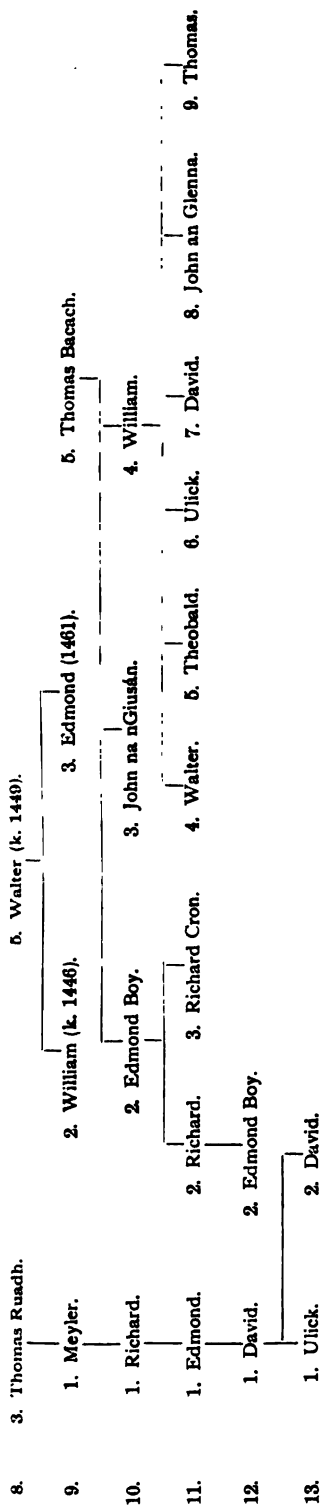 8. 3. Thomas Ruadh. 5. Walter (k. 1449).
9. 1. Meyler. 2. William (k. 1446). 3. Edmond (1461). 5. Thomas Bacach.
10. 1. Richard. 2. Edmond Boy. 3. John na nGiusán. 4. William.
11. 1. Edmond. 2. Richard. 3. Richard Cron. 4. Walter. 5. Theobald. 6. Ulick. 7. David. 8. John an Glenna. 9. Thomas.
12. 1. David. 2. Edmond Boy.
13. 1. Ulick. 2. David.